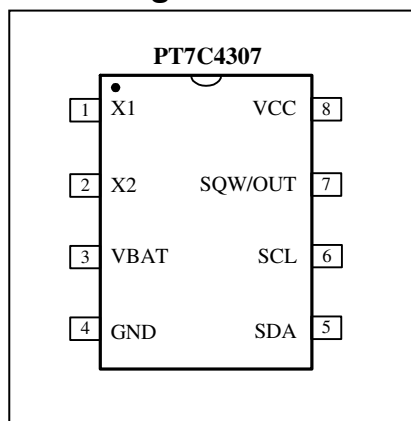 PT7C4307
1 X1 VCC 8
2 X2 SQW/OUT 7
3 VBAT SCL 6
4 GND SDA 5